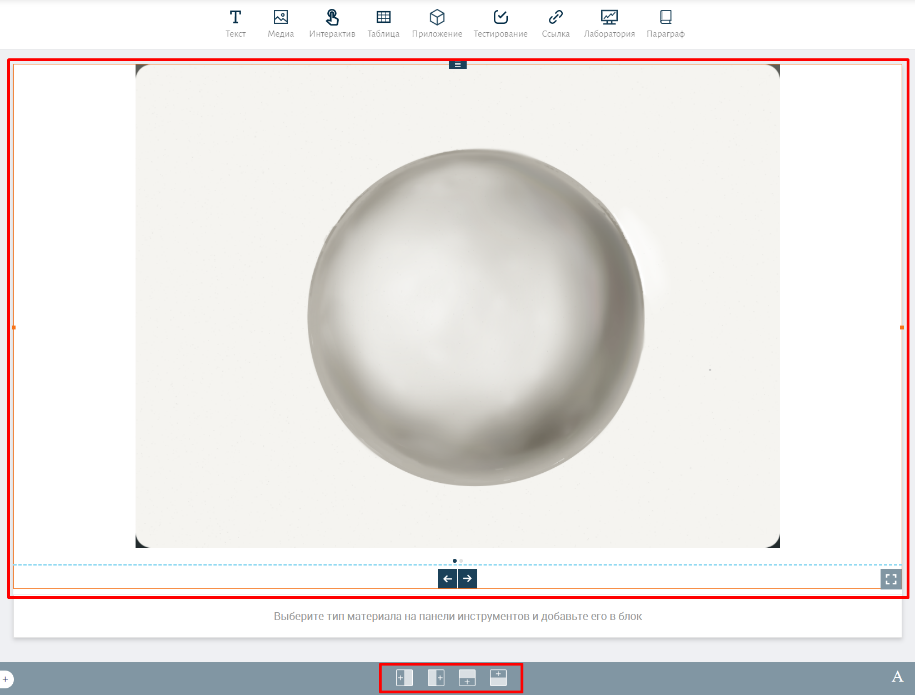 Текст Медиа Интерактив Таблица Приложение Тестирование Ссылка Лаборатория Параграф
Выберите тип материала на панели инструментов и добавьте его в блок
A